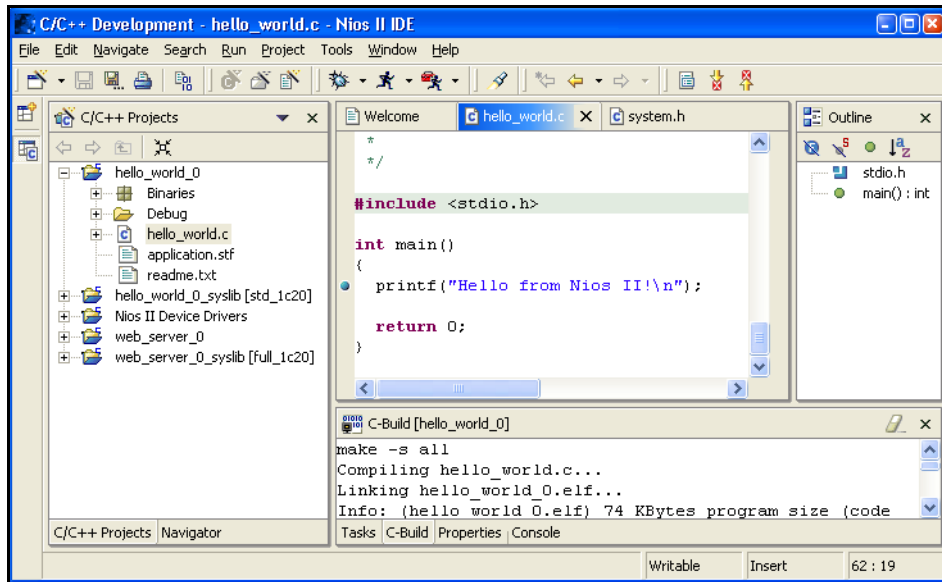 C/C++ Development - hello_world.c - Nios II IDE
File Edit Navigate Search Run Project Tools Window Help
C/C++ Projects
hello_world_0
Binaries
Debug
hello_world.c
application.stf
readme.txt
hello_world_0_syslib [std_1c20]
Nios II Device Drivers
web_server_0
web_server_0_syslib [full_1c20]
C/C++ Projects Navigator
Welcome hello_world.c system.h
*
*/
#include <stdio.h>
int main()
{
printf("Hello from Nios II!\n");
return 0;
}
Outline
stdio.h
main() : int
C-Build [hello_world_0]
make -s all
Compiling hello_world.c...
Linking hello_world_0.elf...
Info: (hello_world_0.elf) 74 KBytes program size (code
Tasks C-Build Properties Console
Writable Insert 62 : 19